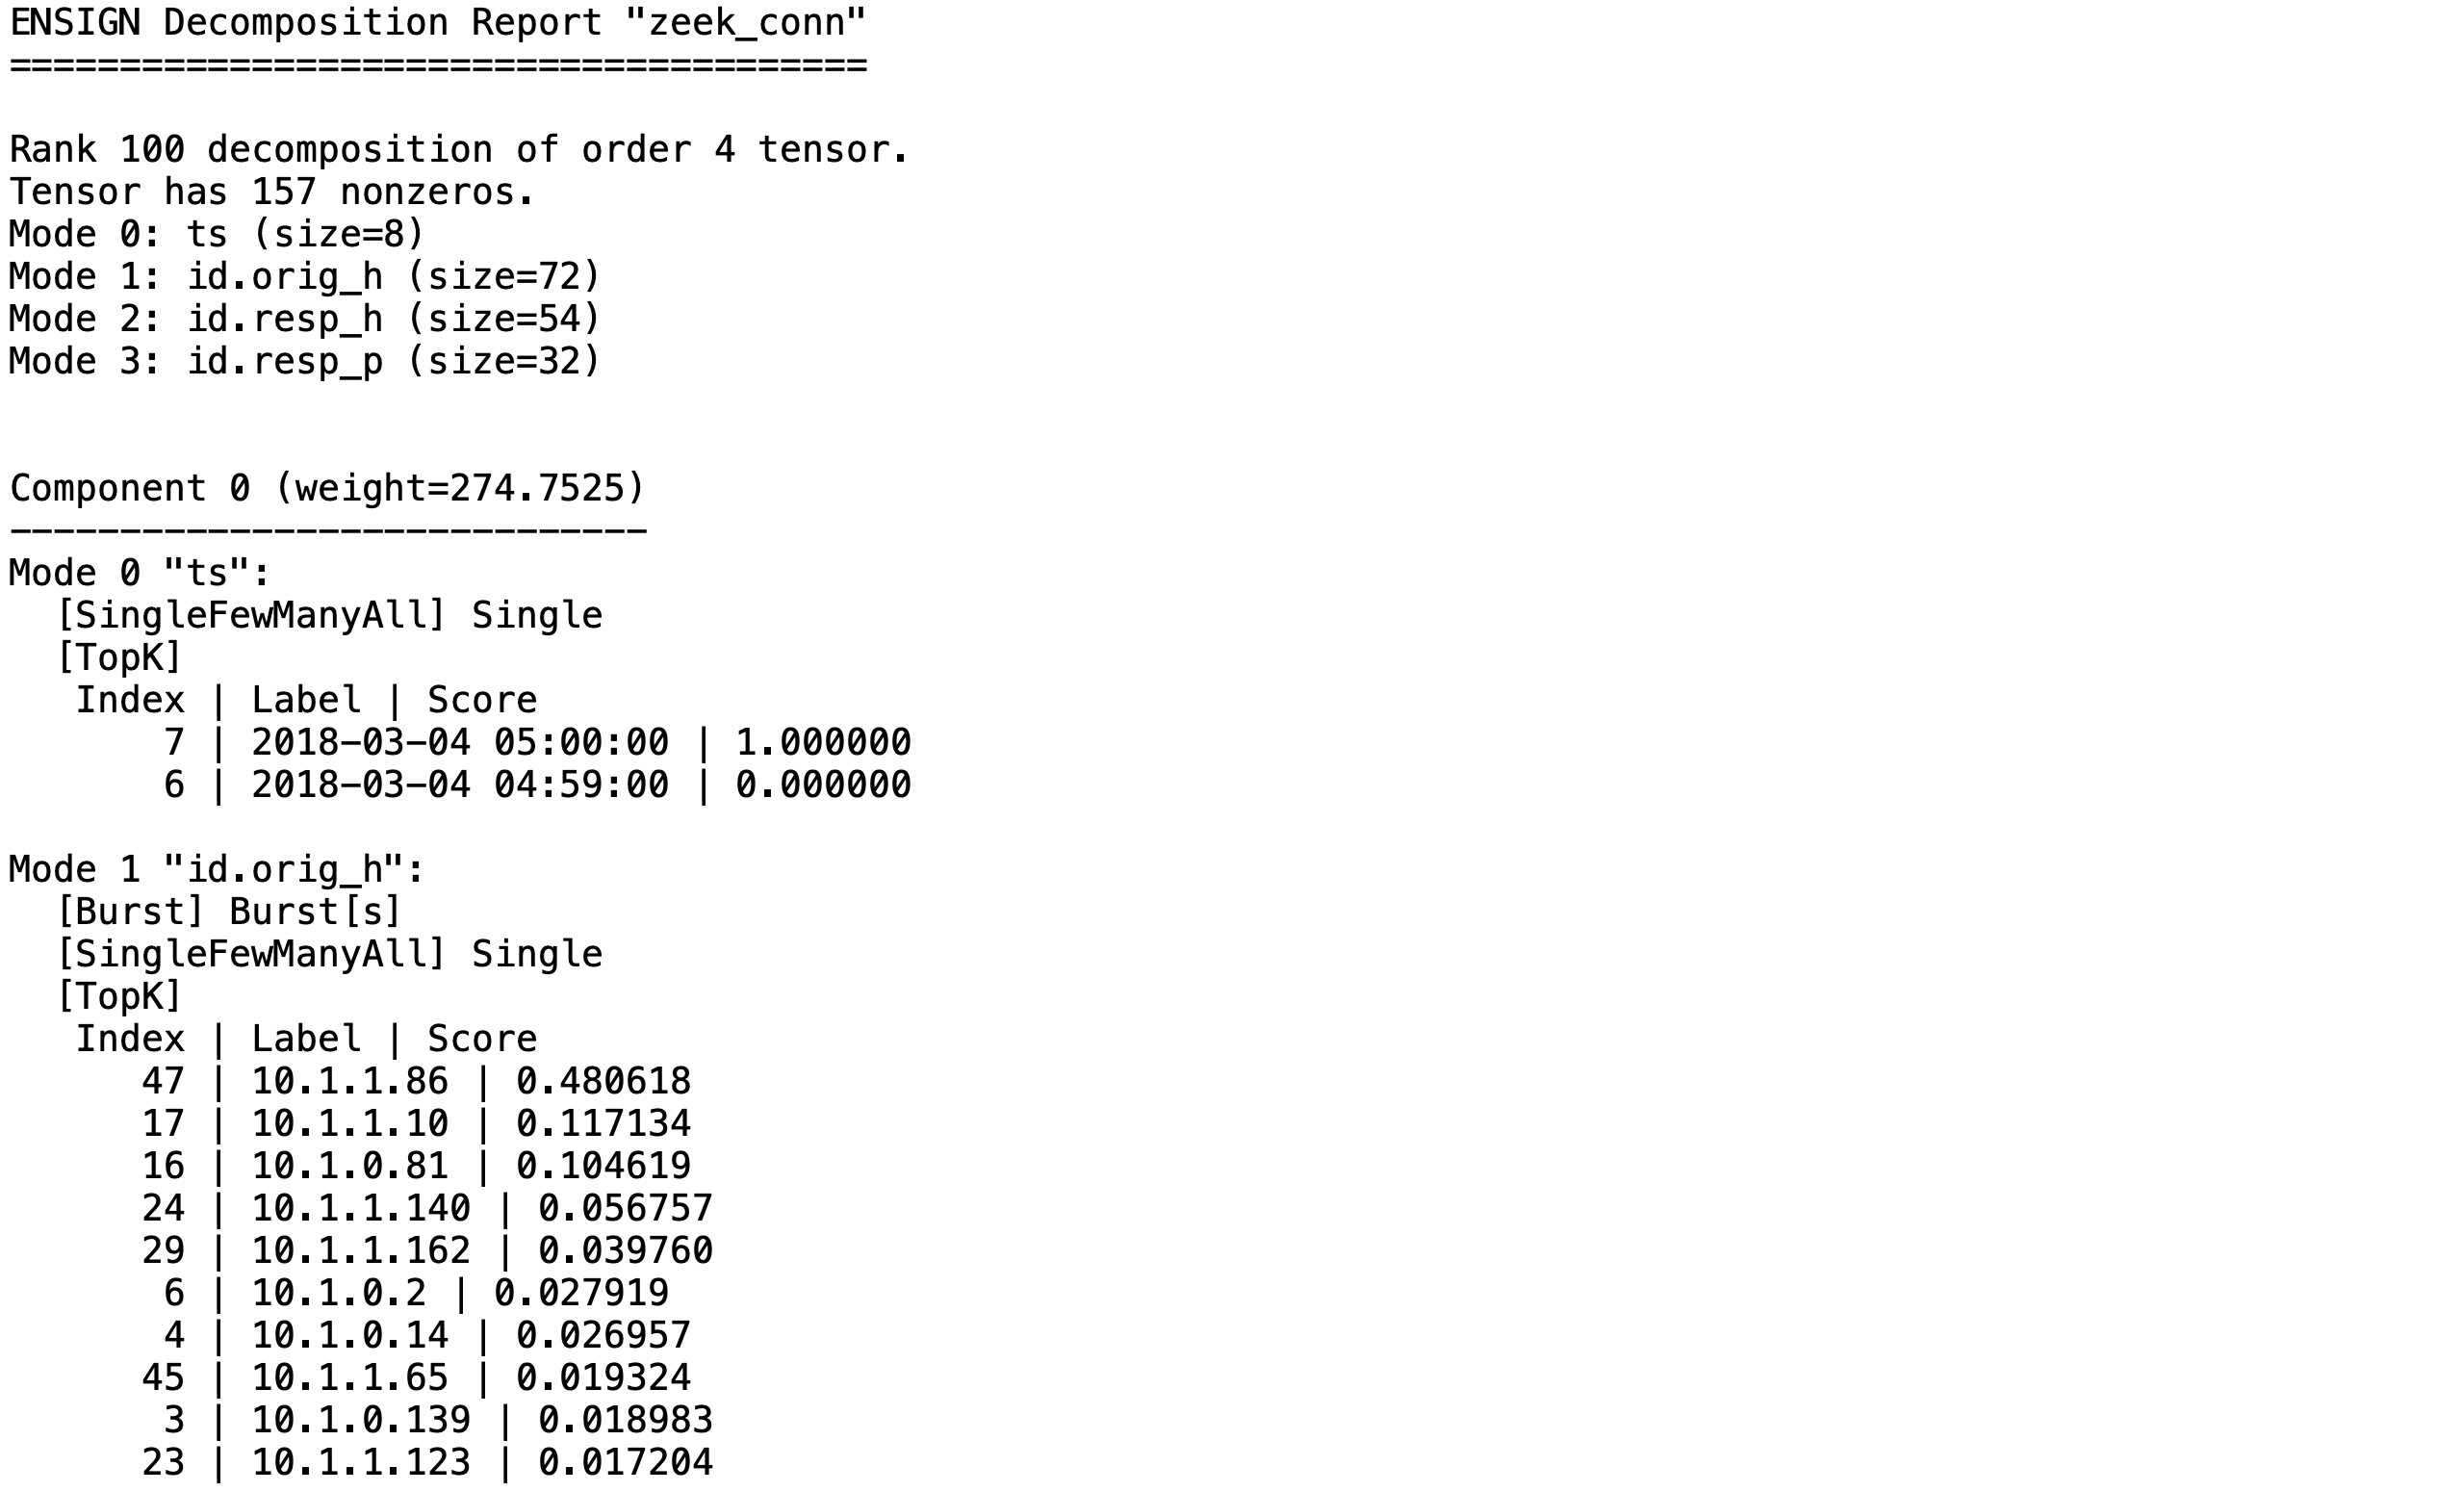 ENSIGN Decomposition Report "zeek_conn"
=======================================
Rank 100 decomposition of order 4 tensor.
Tensor has 157 nonzeros.
Mode 0: ts (size=8)
Mode 1: id.orig_h (size=72)
Mode 2: id.resp_h (size=54)
Mode 3: id.resp_p (size=32)
Component 0 (weight=274.7525)
-----------------------------
Mode 0 "ts":
[SingleFewManyAll] Single
[TopK]
Index | Label | Score
7 | 2018-03-04 05:00:00 | 1.000000
6 | 2018-03-04 04:59:00 | 0.000000
Mode 1 "id.orig_h":
[Burst] Burst[s]
[SingleFewManyAll] Single
[TopK]
Index | Label | Score
47 | 10.1.1.86 | 0.480618
17 | 10.1.1.10 | 0.117134
16 | 10.1.0.81 | 0.104619
24 | 10.1.1.140 | 0.056757
29 | 10.1.1.162 | 0.039760
6 | 10.1.0.2 | 0.027919
4 | 10.1.0.14 | 0.026957
45 | 10.1.1.65 | 0.019324
3 | 10.1.0.139 | 0.018983
23 | 10.1.1.123 | 0.017204